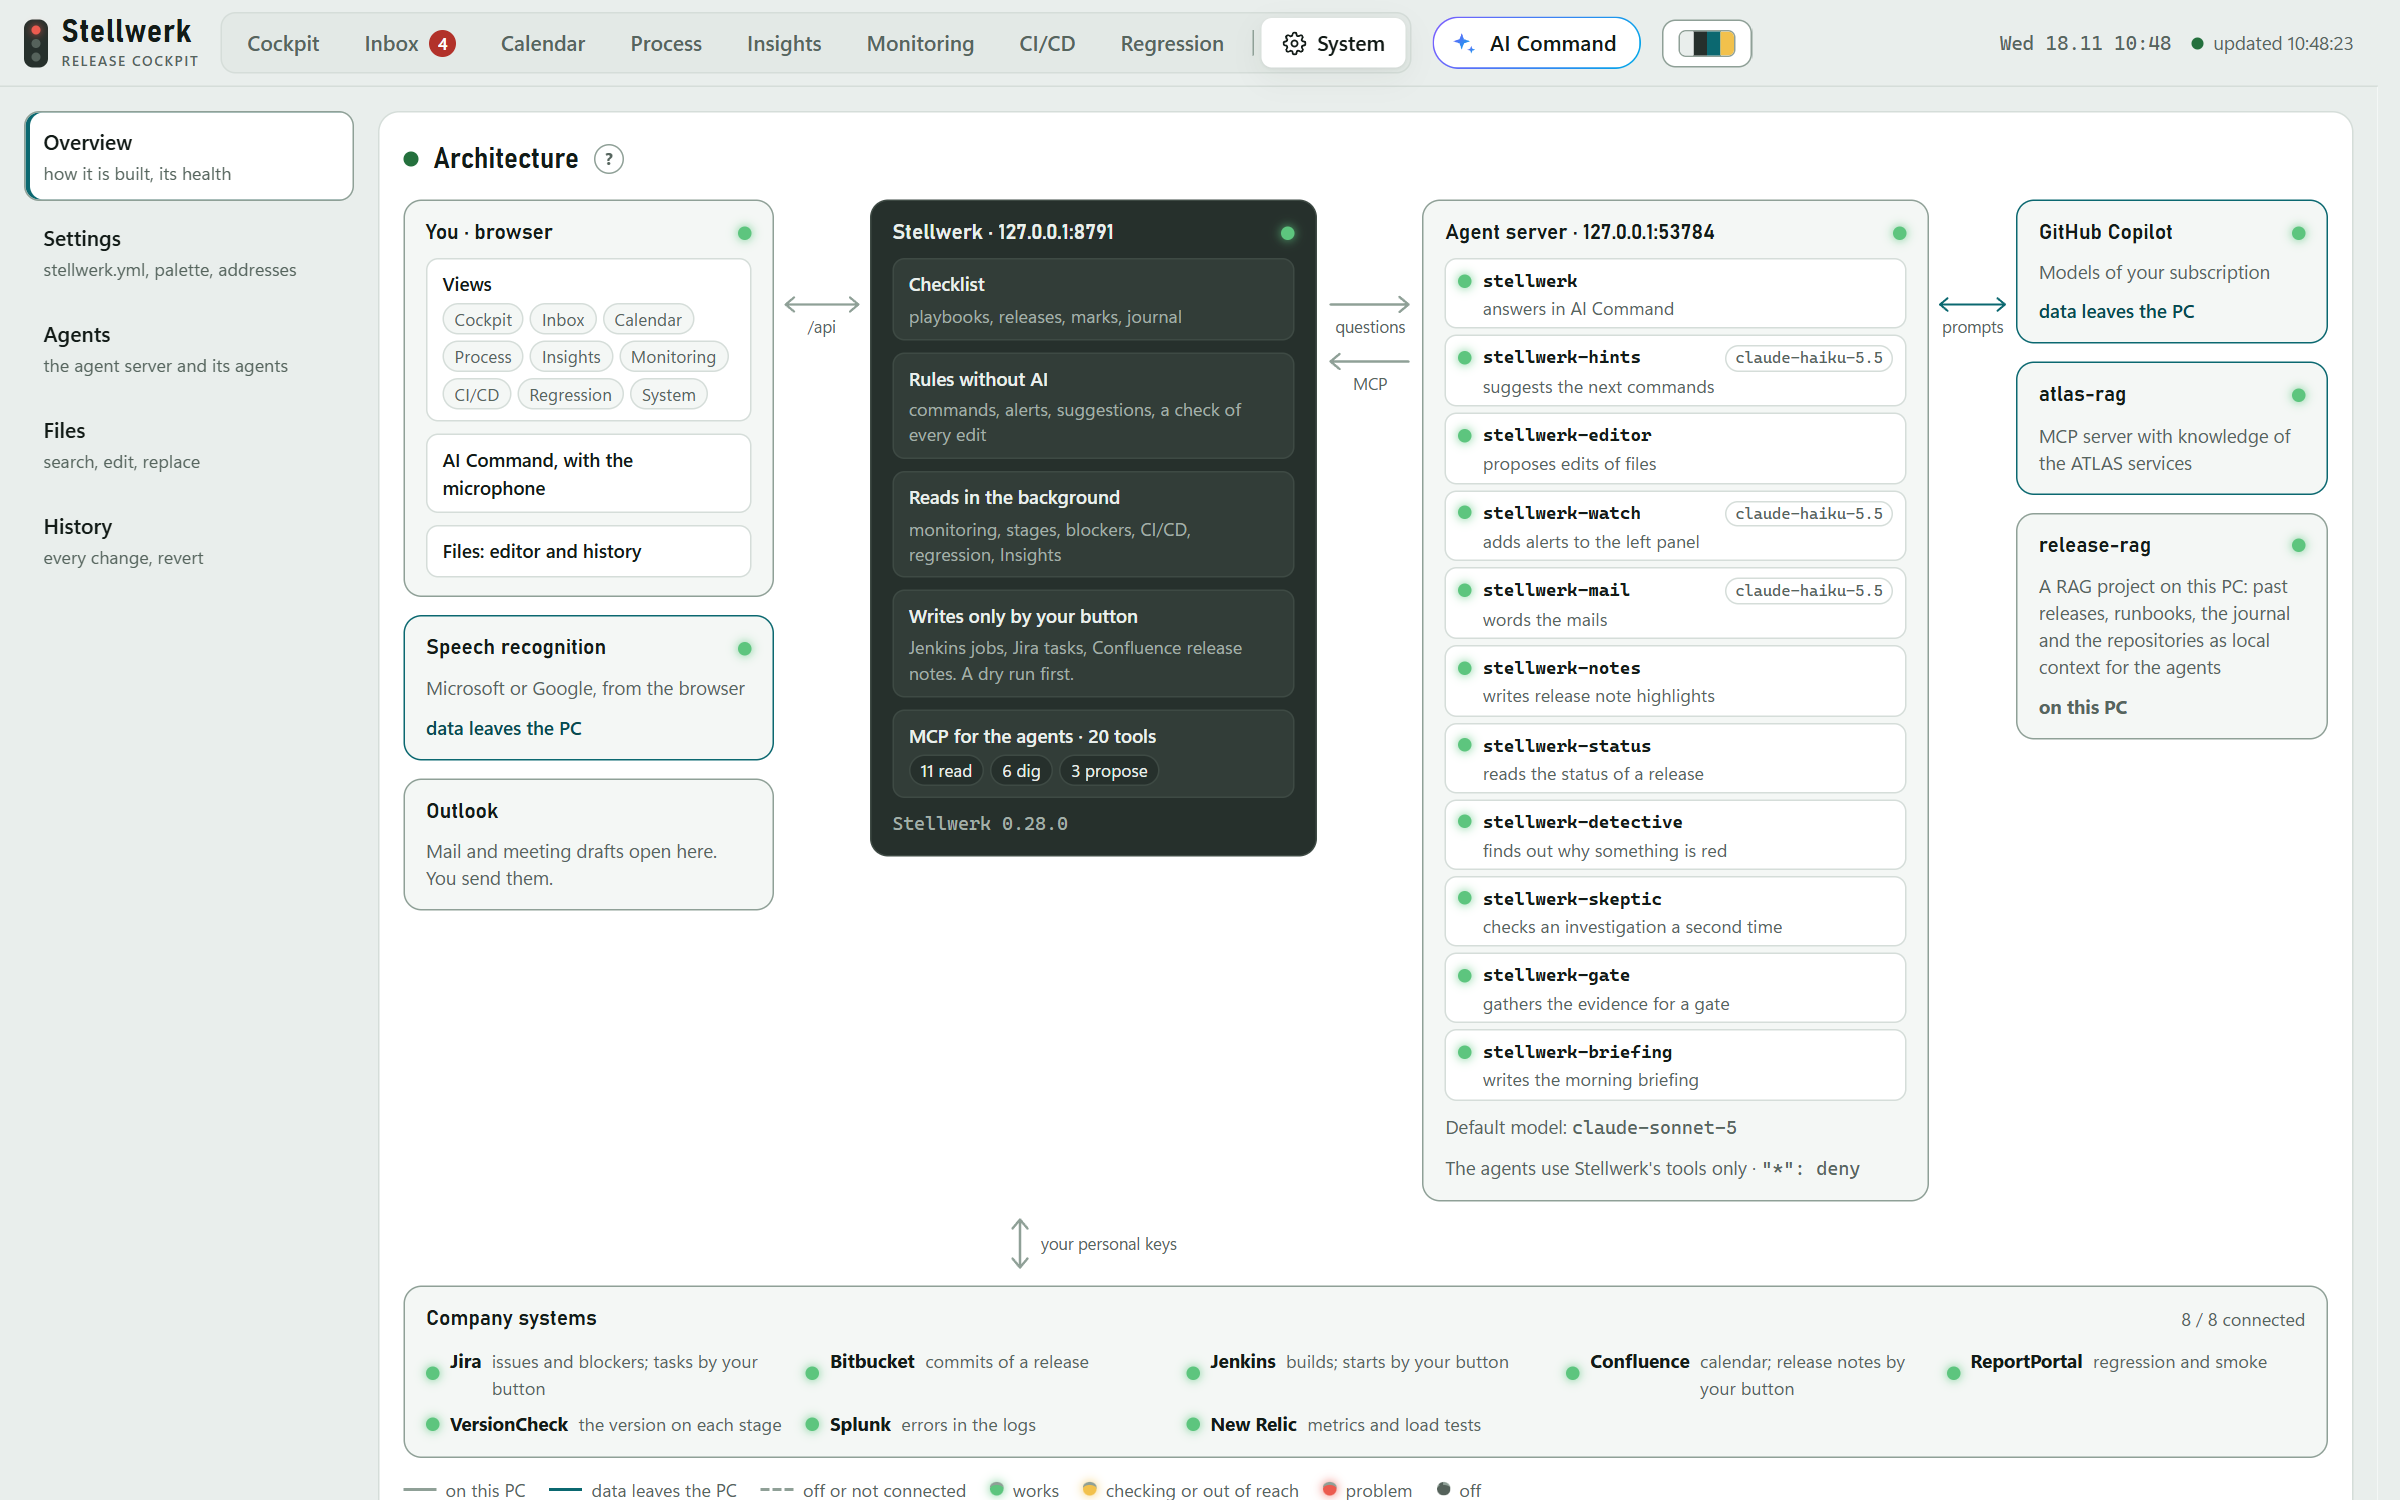 Stellwerk
RELEASE COCKPIT
Cockpit
Inbox 4
Calendar
Process
Insights
Monitoring
CI/CD
Regression
System
AI Command
Wed 18.11 10:48
updated 10:48:23
Overview
how it is built, its health
Settings
stellwerk.yml, palette, addresses
Agents
the agent server and its agents
Files
search, edit, replace
History
every change, revert
Architecture ?
You · browser
Views
Cockpit Inbox Calendar
Process Insights Monitoring
CI/CD Regression System
AI Command, with the
microphone
Files: editor and history
Speech recognition
Microsoft or Google, from the browser
data leaves the PC
Outlook
Mail and meeting drafts open here.
You send them.
/api
Stellwerk · 127.0.0.1:8791
Checklist
playbooks, releases, marks, journal
Rules without AI
commands, alerts, suggestions, a check of
every edit
Reads in the background
monitoring, stages, blockers, CI/CD,
regression, Insights
Writes only by your button
Jenkins jobs, Jira tasks, Confluence release
notes. A dry run first.
MCP for the agents · 20 tools
11 read 6 dig 3 propose
Stellwerk 0.28.0
questions
MCP
Agent server · 127.0.0.1:53784
stellwerk
answers in AI Command
stellwerk-hints claude-haiku-5.5
suggests the next commands
stellwerk-editor
proposes edits of files
stellwerk-watch claude-haiku-5.5
adds alerts to the left panel
stellwerk-mail claude-haiku-5.5
words the mails
stellwerk-notes
writes release note highlights
stellwerk-status
reads the status of a release
stellwerk-detective
finds out why something is red
stellwerk-skeptic
checks an investigation a second time
stellwerk-gate
gathers the evidence for a gate
stellwerk-briefing
writes the morning briefing
Default model: claude-sonnet-5
The agents use Stellwerk's tools only · "*": deny
prompts
GitHub Copilot
Models of your subscription
data leaves the PC
atlas-rag
MCP server with knowledge of
the ATLAS services
release-rag
A RAG project on this PC: past
releases, runbooks, the journal
and the repositories as local
context for the agents
on this PC
your personal keys
Company systems
8 / 8 connected
Jira issues and blockers; tasks by your
button
Bitbucket commits of a release
Jenkins builds; starts by your button
Confluence calendar; release notes by
your button
ReportPortal regression and smoke
VersionCheck the version on each stage
Splunk errors in the logs
New Relic metrics and load tests
on this PC
data leaves the PC
off or not connected
works
checking or out of reach
problem
off